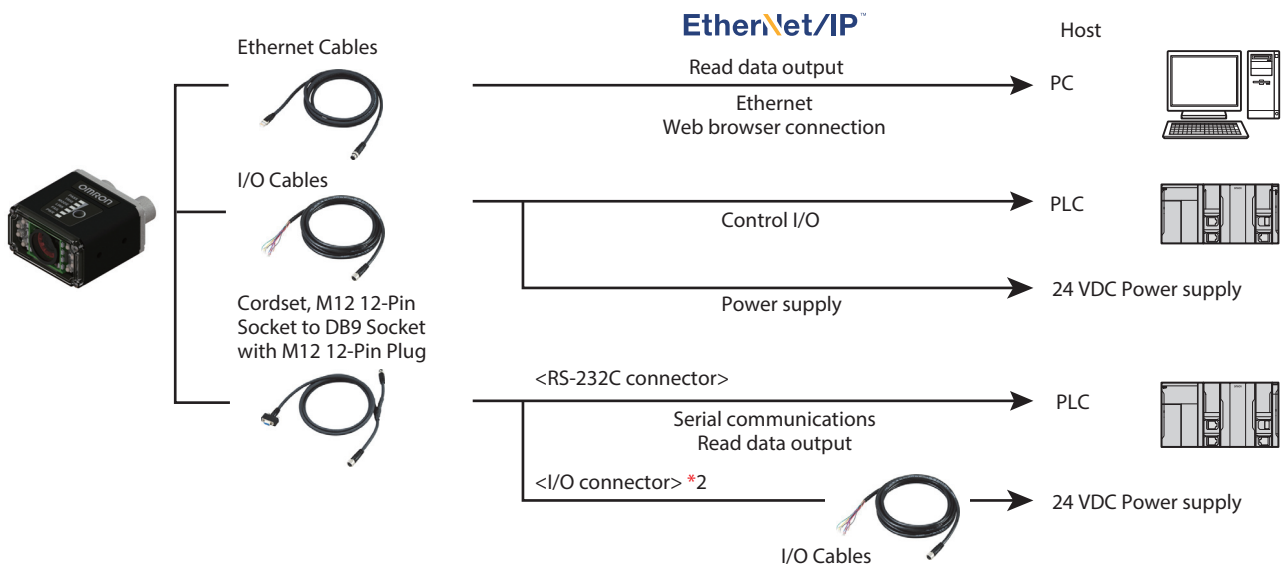 EtherNet/IP™
Host
Ethernet Cables
Read data output
PC
Ethernet
Web browser connection
OMRON
I/O Cables
PLC
Control I/O
24 VDC Power supply
Power supply
Cordset, M12 12-Pin
Socket to DB9 Socket
with M12 12-Pin Plug
<RS-232C connector>
PLC
Serial communications
Read data output
<I/O connector> *2
24 VDC Power supply
I/O Cables